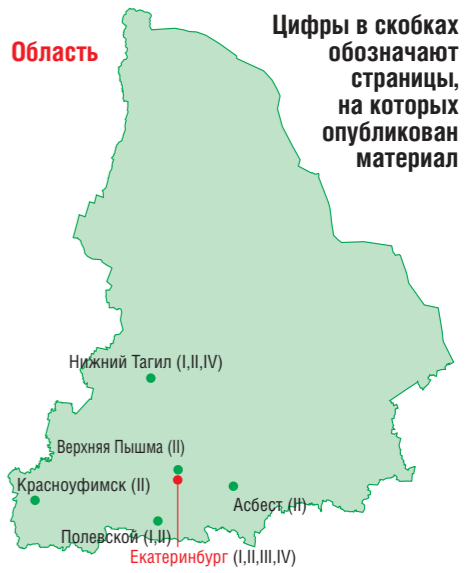 Область
Цифры в скобках
обозначают
страницы,
на которых
опубликован
материал
Нижний Тагил (I,II,IV)
Верхняя Пышма (II)
Красноуфимск (II)
Асбест (II)
Полевской (I,II)
Екатеринбург (I,II,III,IV)